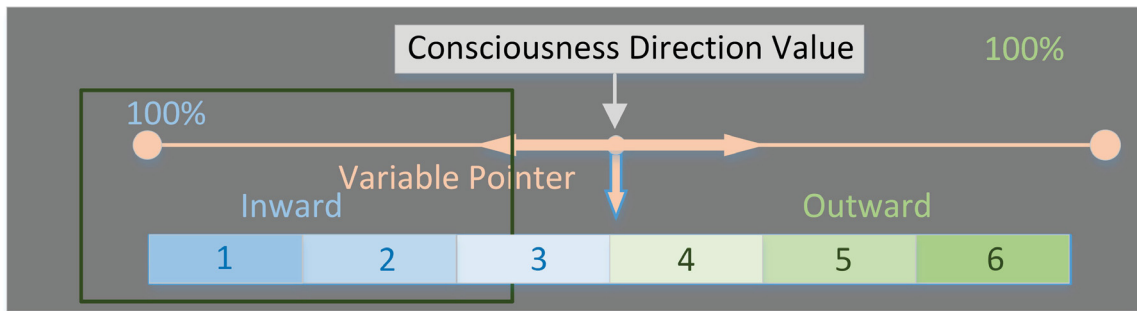 Consciousness Direction Value
100%
100%
Variable Pointer
Inward
Outward
1 2 3 4 5 6